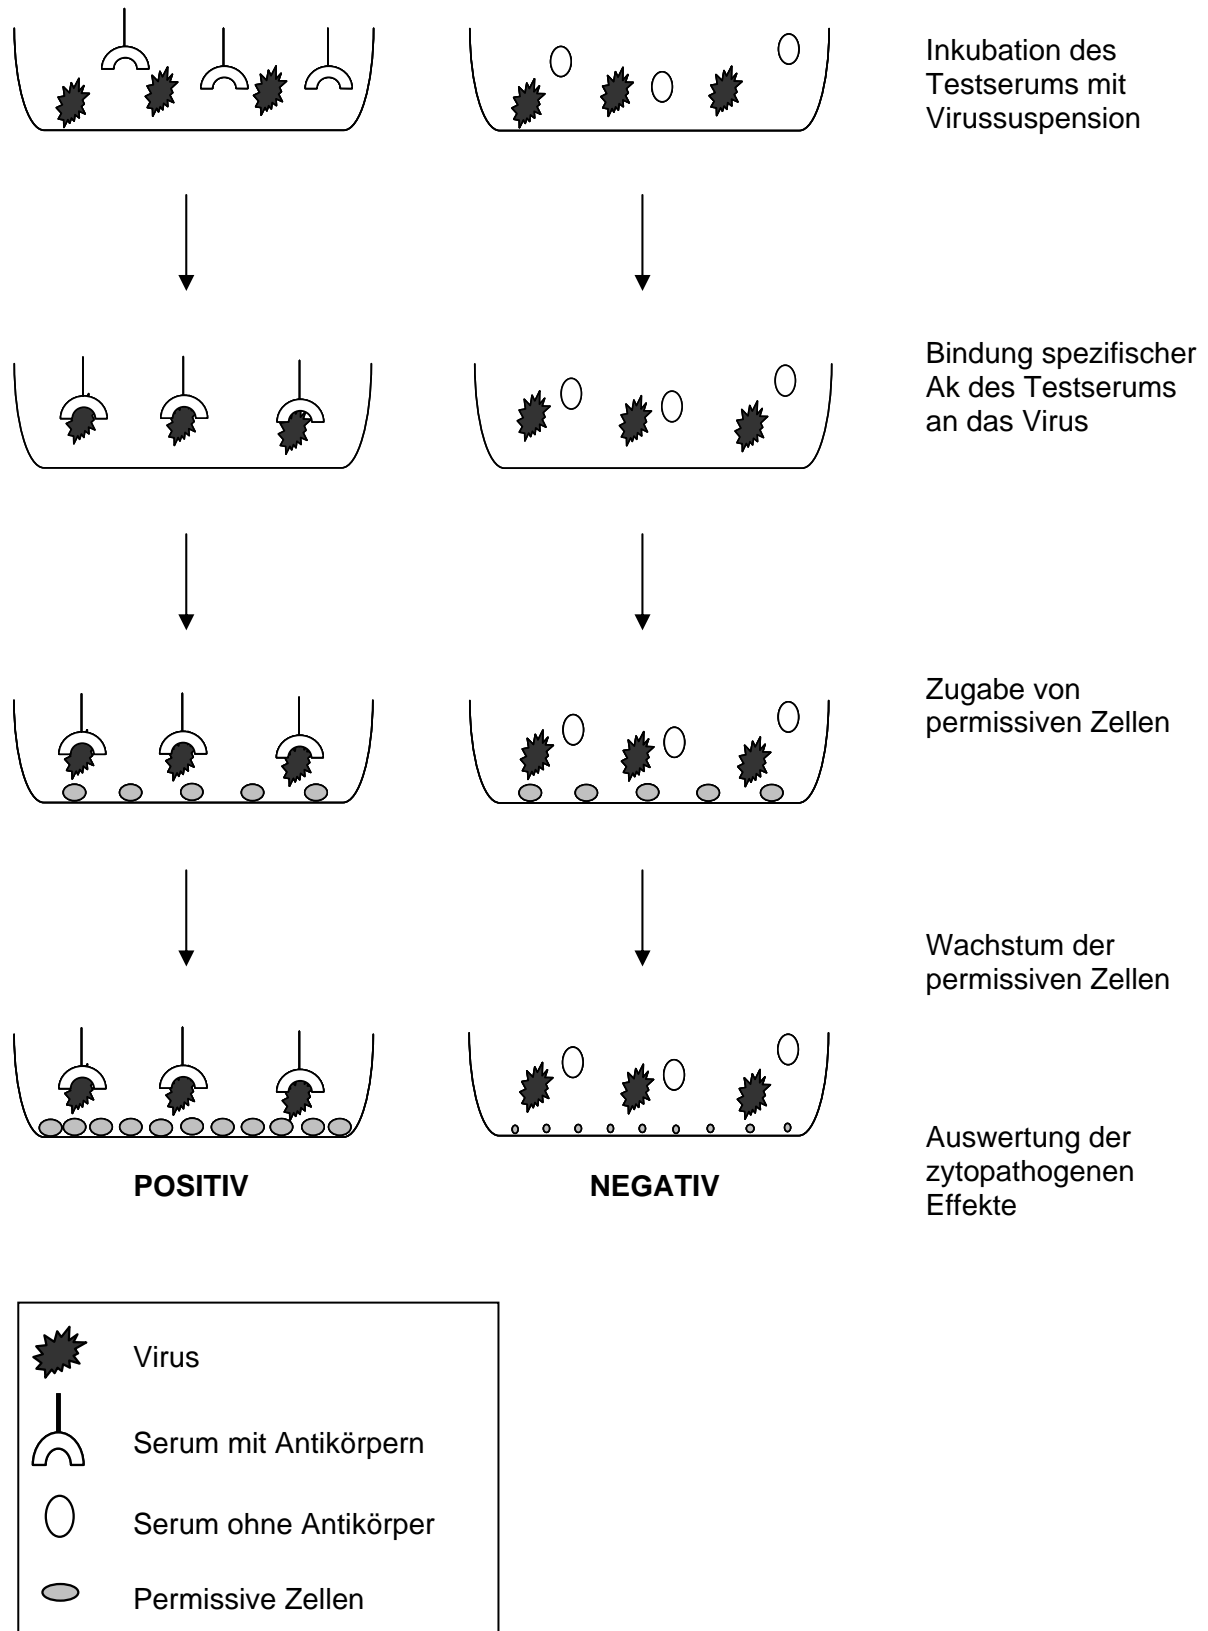 Inkubation des
Testserums mit
Virussuspension
Bindung spezifischer
Ak des Testserums
an das Virus
Zugabe von
permissiven Zellen
Wachstum der
permissiven Zellen
Auswertung der
zytopathogenen
Effekte
POSITIV
NEGATIV
Virus
Serum mit Antikörpern
Serum ohne Antikörper
Permissive Zellen